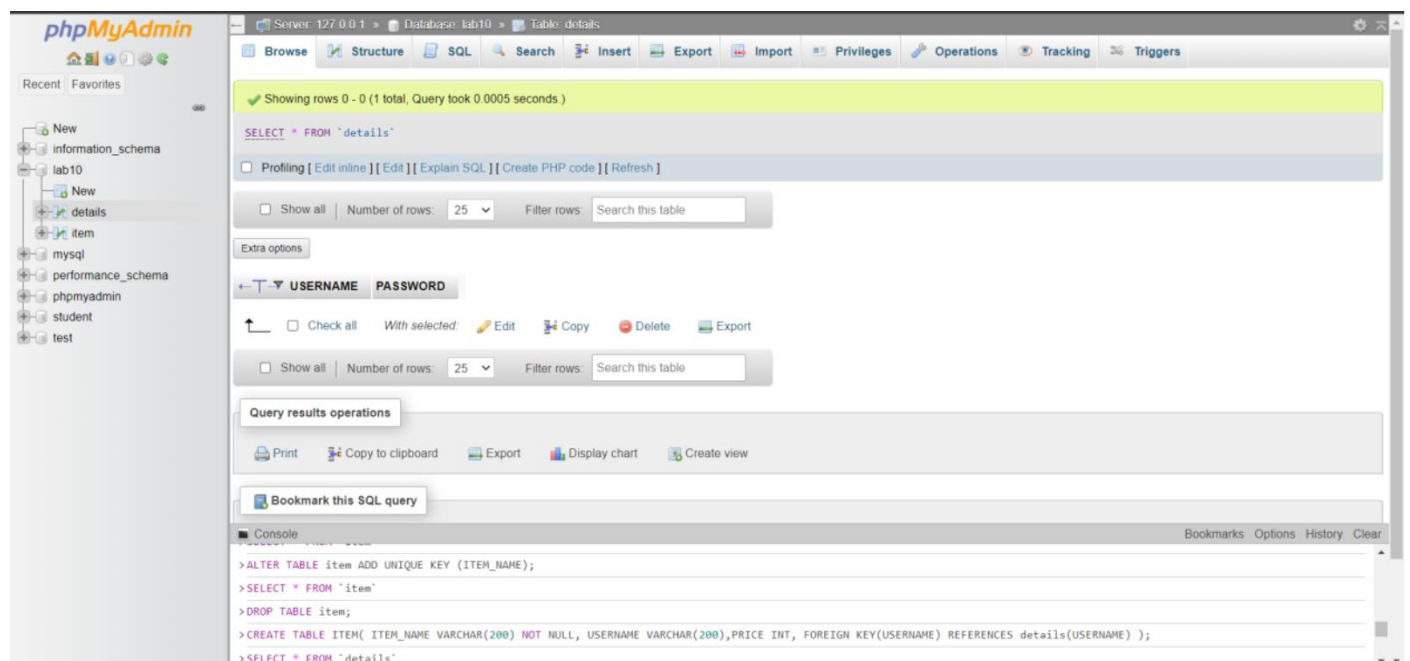 phpMyAdmin
Recent Favorites
New
information_schema
lab10
New
details
item
mysql
performance_schema
phpmyadmin
student
test
Server: 127.0.0.1 » Database: lab10 » Table: details
Browse Structure SQL Search Insert Export Import Privileges Operations Tracking Triggers
Showing rows 0 - 0 (1 total, Query took 0.0005 seconds.)
SELECT * FROM `details`
Profiling [ Edit inline ] [ Edit ] [ Explain SQL ] [ Create PHP code ] [ Refresh ]
Show all | Number of rows: 25 Filter rows: Search this table
Extra options
←T→ USERNAME PASSWORD
Check all With selected: Edit Copy Delete Export
Show all | Number of rows: 25 Filter rows: Search this table
Query results operations
Print Copy to clipboard Export Display chart Create view
Bookmark this SQL query
Console Bookmarks Options History Clear
>ALTER TABLE item ADD UNIQUE KEY (ITEM_NAME);
>SELECT * FROM `item`
>DROP TABLE item;
>CREATE TABLE ITEM( ITEM_NAME VARCHAR(200) NOT NULL, USERNAME VARCHAR(200),PRICE INT, FOREIGN KEY(USERNAME) REFERENCES details(USERNAME) );
>SELECT * FROM `details`